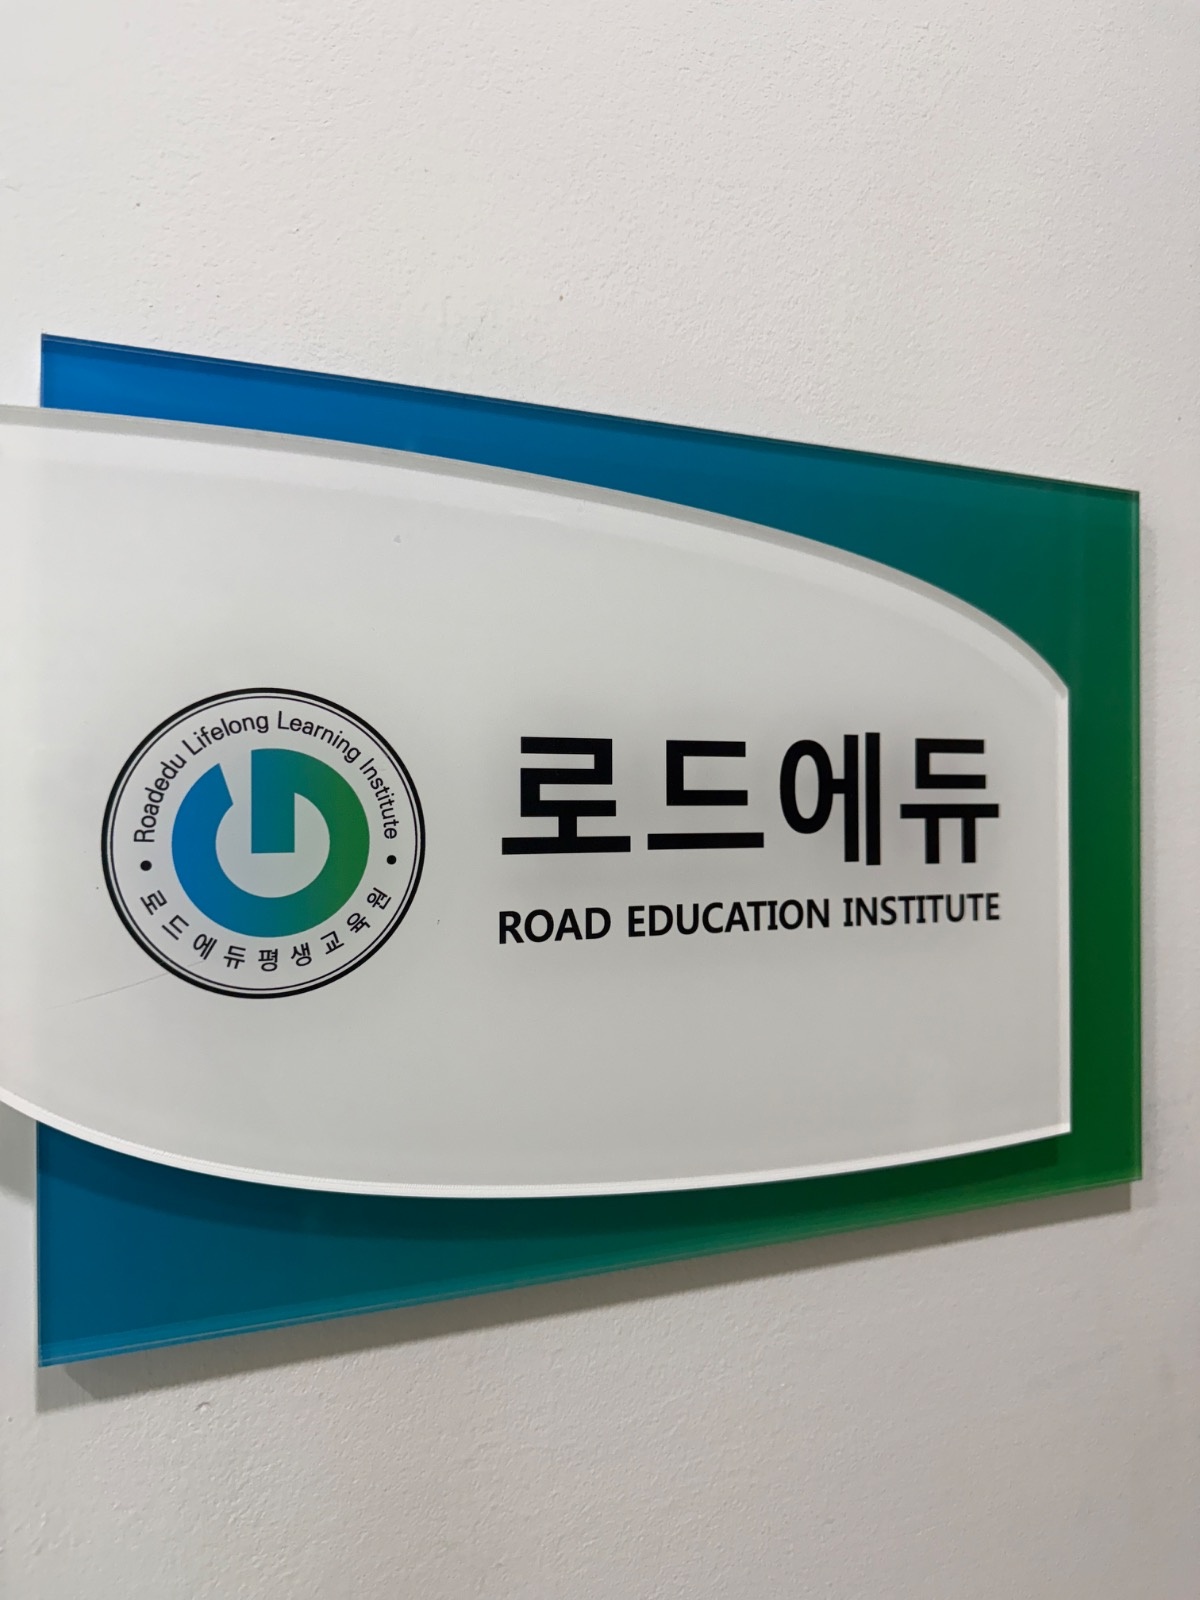 Roadedu Lifelong Learning Institute
로드에듀평생교육원
로드에듀
ROAD EDUCATION INSTITUTE